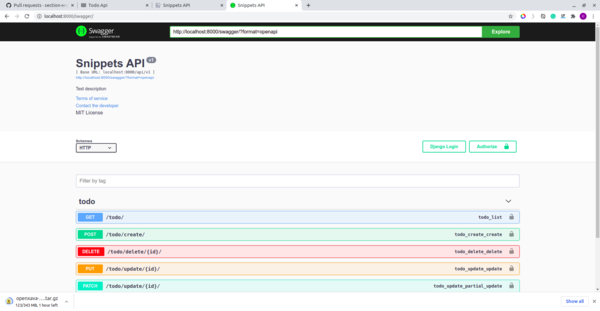 Pull requests · section-en
Todo Api
Snippets API
Snippets API
localhost:8000/swagger/
Swagger
http://localhost:8000/swagger/?format=openapi
Explore
Snippets API v1
[ Base URL: localhost:8000/api/v1 ]
http://localhost:8000/swagger/?format=openapi
Test description
Terms of service
Contact the developer
MIT License
Schemes
HTTP
Django Login
Authorize
Filter by tag
todo
GET /todo/ todo_list
POST /todo/create/ todo_create_create
DELETE /todo/delete/{id}/ todo_delete_delete
PUT /todo/update/{id}/ todo_update_update
PATCH /todo/update/{id}/ todo_update_partial_update
openjava-....tar.gz
123/343 MB, 1 hour left
Show all